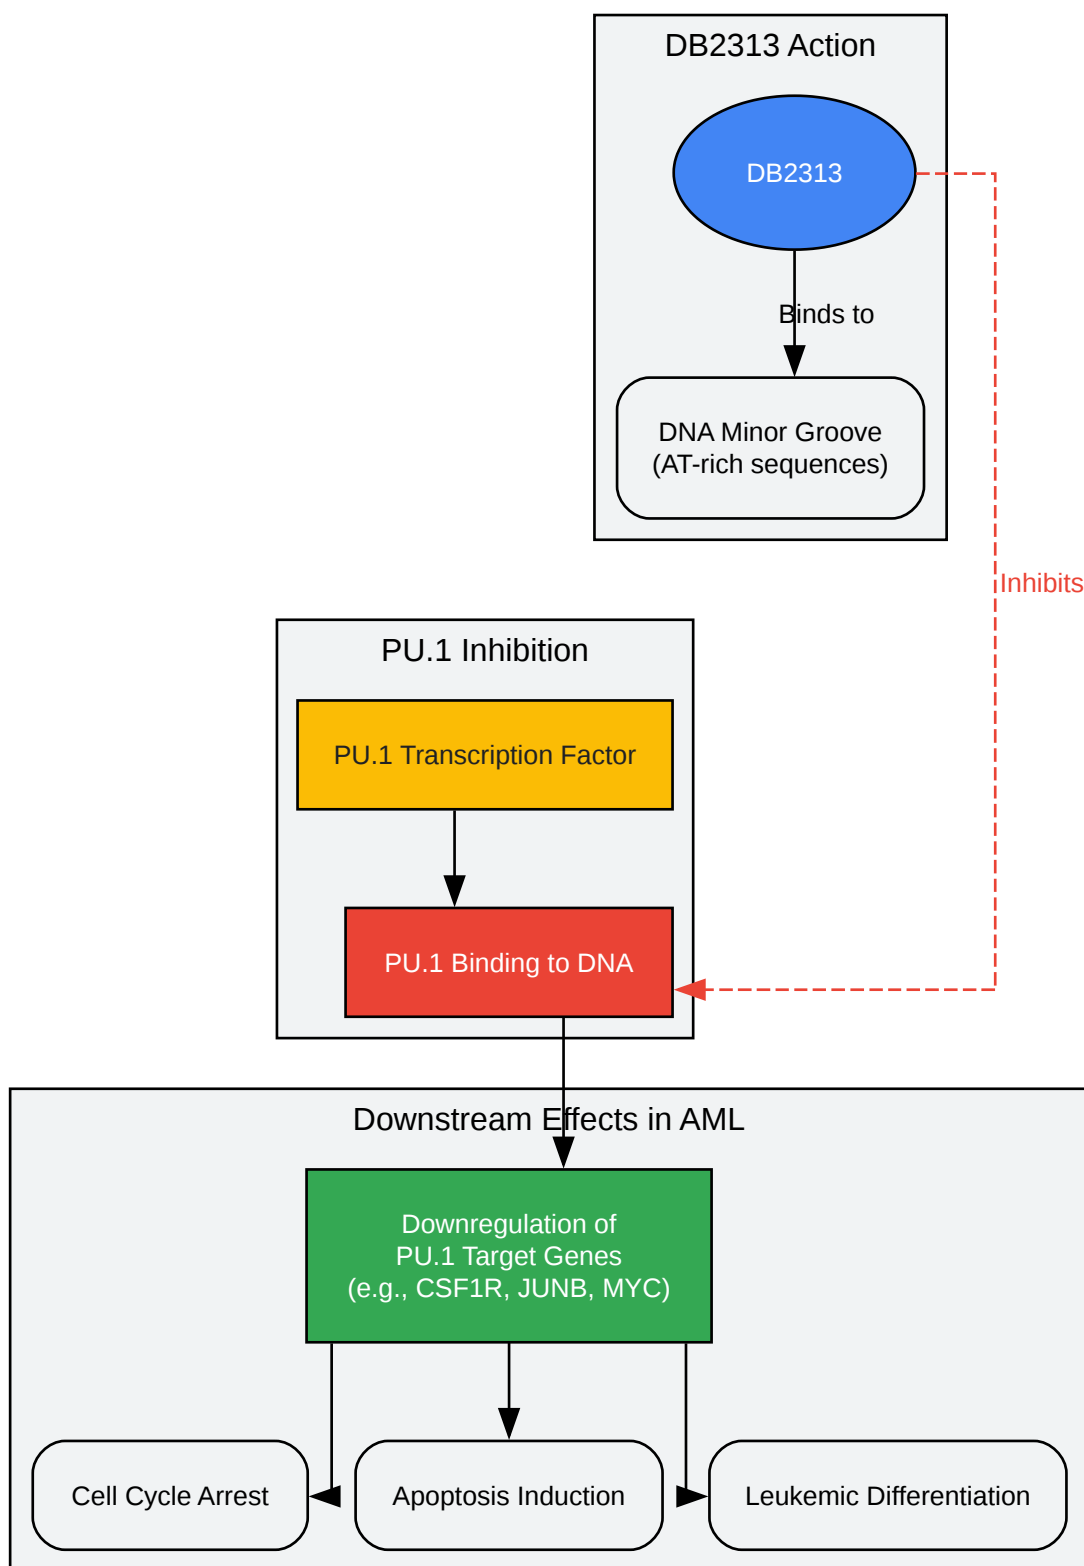 DB2313 Action
DB2313
Binds to
DNA Minor Groove
(AT-rich sequences)
Inhibits
PU.1 Inhibition
PU.1 Transcription Factor
PU.1 Binding to DNA
Downstream Effects in AML
Downregulation of
PU.1 Target Genes
(e.g., CSF1R, JUNB, MYC)
Cell Cycle Arrest
Apoptosis Induction
Leukemic Differentiation